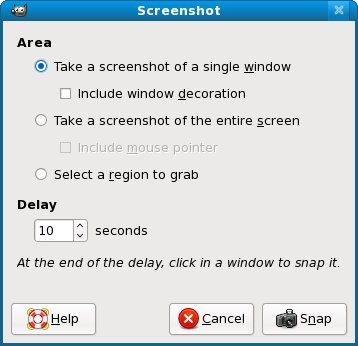 Screenshot
Area
Take a screenshot of a single window
Include window decoration
Take a screenshot of the entire screen
Include mouse pointer
Select a region to grab
Delay
10 seconds
At the end of the delay, click in a window to snap it.
Help Cancel Snap